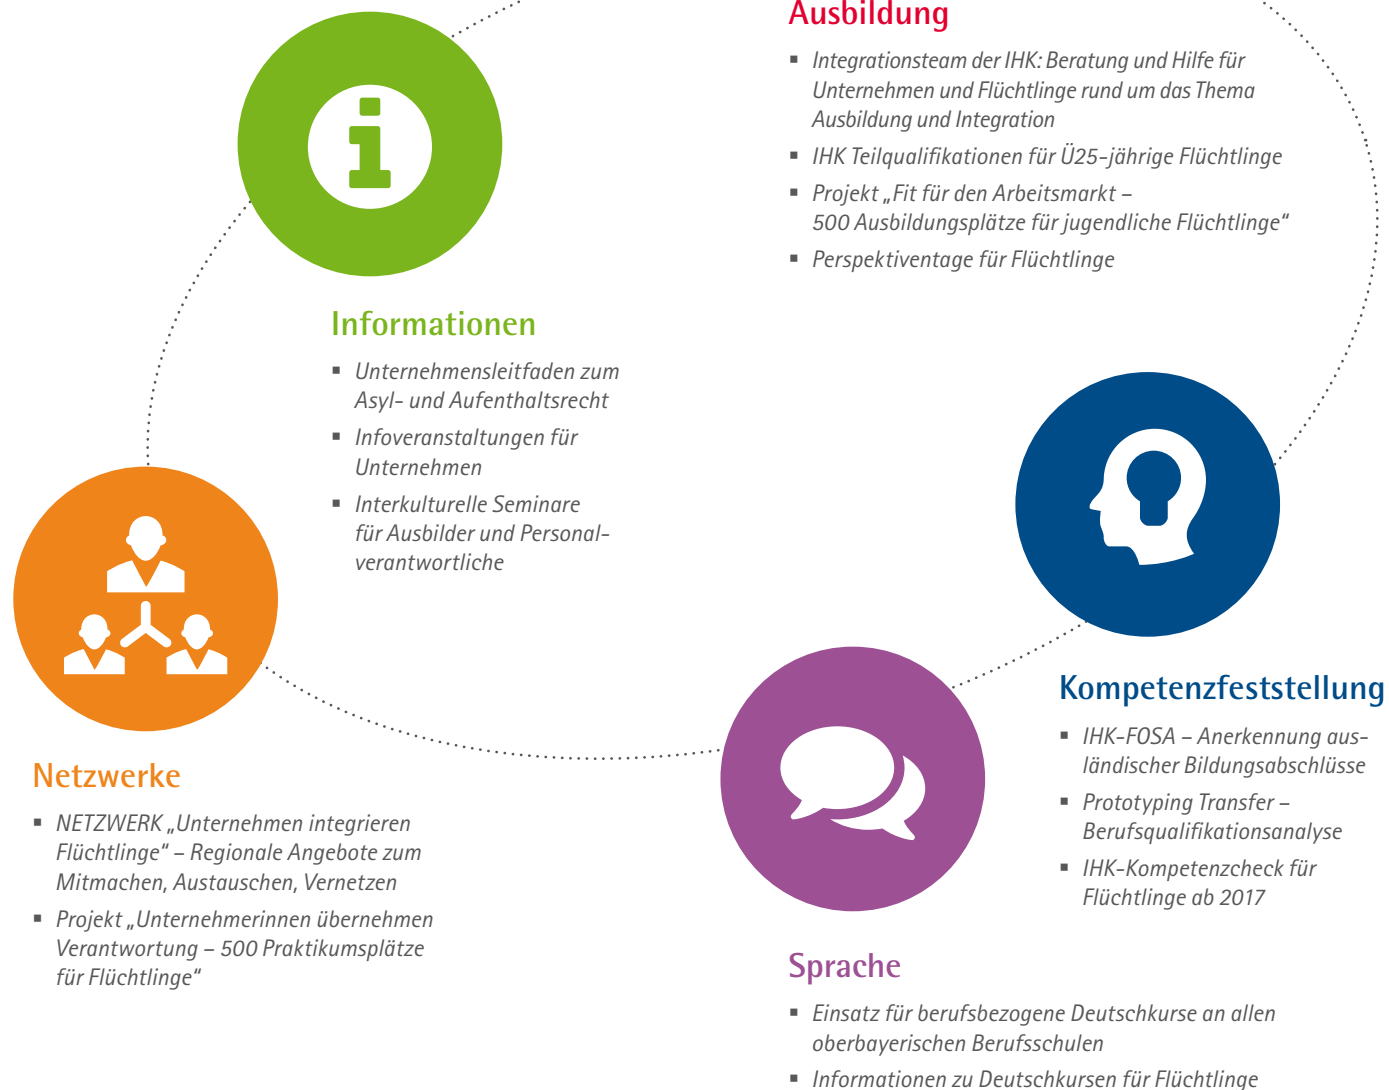 Ausbildung
▪ Integrationsteam der IHK: Beratung und Hilfe für
Unternehmen und Flüchtlinge rund um das Thema
Ausbildung und Integration
▪ IHK Teilqualifikationen für Ü25-jährige Flüchtlinge
▪ Projekt „Fit für den Arbeitsmarkt –
500 Ausbildungsplätze für jugendliche Flüchtlinge“
▪ Perspektiventage für Flüchtlinge
Informationen
▪ Unternehmensleitfaden zum
Asyl- und Aufenthaltsrecht
▪ Infoveranstaltungen für
Unternehmen
▪ Interkulturelle Seminare
für Ausbilder und Personal-
verantwortliche
Kompetenzfeststellung
▪ IHK-FOSA – Anerkennung aus-
ländischer Bildungsabschlüsse
▪ Prototyping Transfer –
Berufsqualifikationsanalyse
▪ IHK-Kompetenzcheck für
Flüchtlinge ab 2017
Netzwerke
▪ NETZWERK „Unternehmen integrieren
Flüchtlinge“ – Regionale Angebote zum
Mitmachen, Austauschen, Vernetzen
▪ Projekt „Unternehmerinnen übernehmen
Verantwortung – 500 Praktikumsplätze
für Flüchtlinge“
Sprache
▪ Einsatz für berufsbezogene Deutschkurse an allen
oberbayerischen Berufsschulen
▪ Informationen zu Deutschkursen für Flüchtlinge